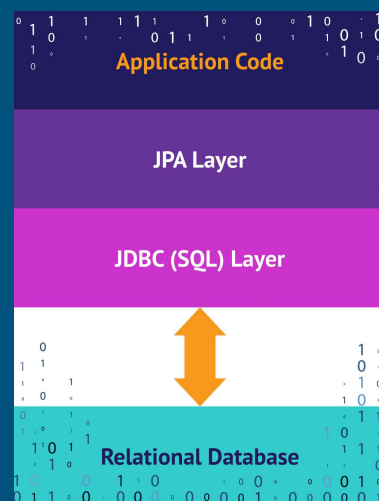 Application Code
JPA Layer
JDBC (SQL) Layer
Relational Database